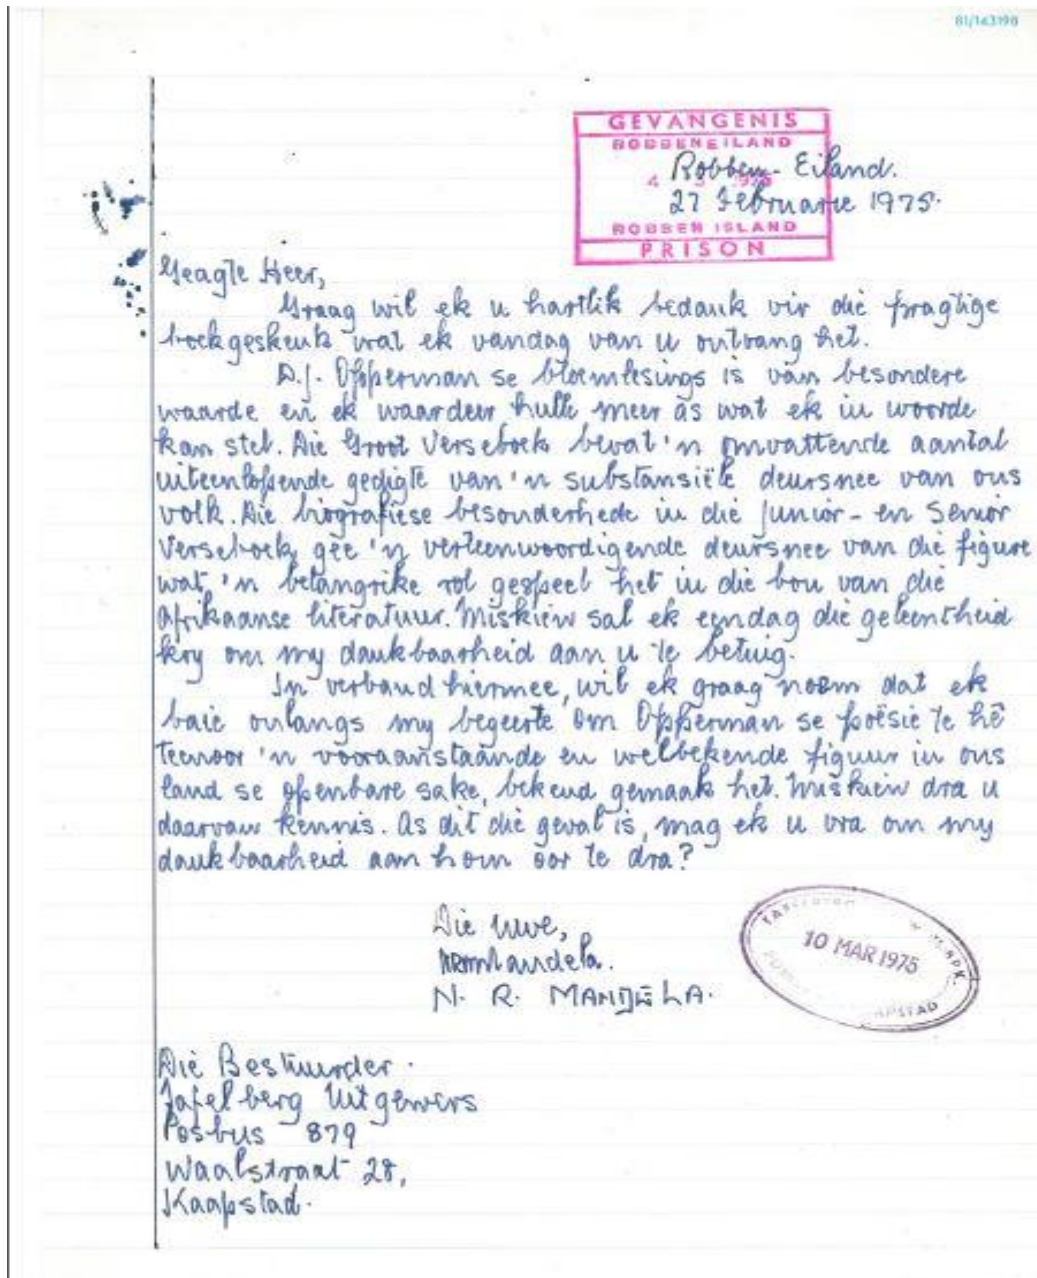 81/143198
GEVANGENIS
ROBBENEILAND
Robben-Eiland.
4 3 1975
27 Februarie 1975.
ROBBEN ISLAND
PRISON
Geagte Heer,
Graag wil ek u hartlik bedank vir die pragtige
boekgeskenk wat ek vandag van u ontvang het.
D.J. Opperman se bloemlesings is van besondere
waarde en ek waardeer hulle meer as wat ek in woorde
kan stel. Die Groot Verseboek bevat 'n omvattende aantal
uiteenlopende gedigte van 'n substansiële deursnee van ons
volk. Die biografiese besonderhede in die Junior- en Senior
Verseboek gee 'n verteenwoordigende deursnee van die figure
wat 'n belangrike rol gespeel het in die bou van die
Afrikaanse literatuur. Miskien sal ek eendag die geleentheid
kry om my dankbaarheid aan u te betuig.
In verband hiermee, wil ek graag noem dat ek
baie onlangs my begeerte om Opperman se poësie te hê
teenoor 'n vooraanstaande en welbekende figuur in ons
land se openbare sake, bekend gemaak het. Miskien dra u
daarvan kennis. As dit die geval is, mag ek u vra om my
dankbaarheid aan hom oor te dra?
Die uwe,
NRMandela.
N. R. MANDELA.
10 MAR 1975
Die Bestuurder.
Tafelberg Uitgewers
Posbus 879
Waalstraat 28,
Kaapstad.